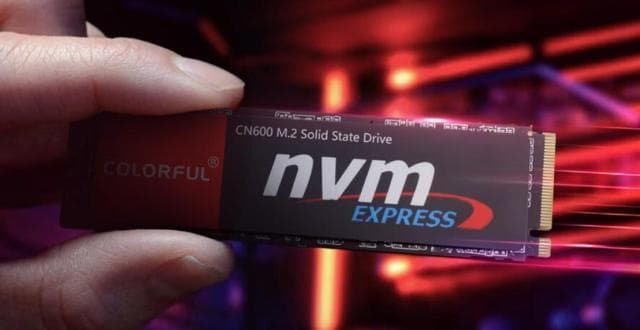 CN600 M.2 Solid State Drive
COLORFUL®
nvm
EXPRESS